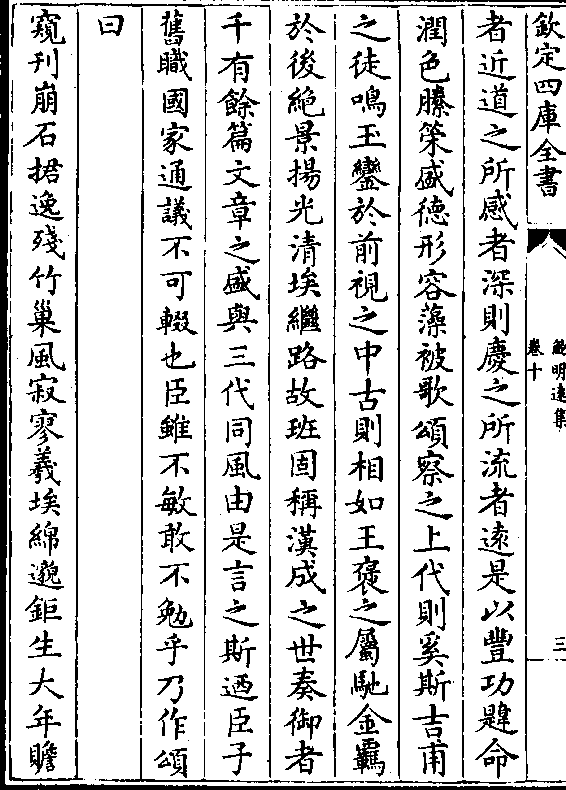 欽定四庫全書
鮑明遠集
卷十
三
者近道之所感者深則慶之所流者遠是以豐功韙命
潤色縢策盛德形容藻被歌頌察之上代則奚斯吉甫
之徒鳴玉鑾於前視之中古則相如王褒之屬馳金羈
於後絶景揚光清埃繼路故班固稱漢成之世奏御者
千有餘篇文章之盛與三代同風由是言之斯廼臣子
舊職國家通議不可輟也臣雖不敏敢不勉乎乃作頌
曰
窺刋崩石捃逸殘竹巢風寂寥羲埃綿邈鉅生大年贍